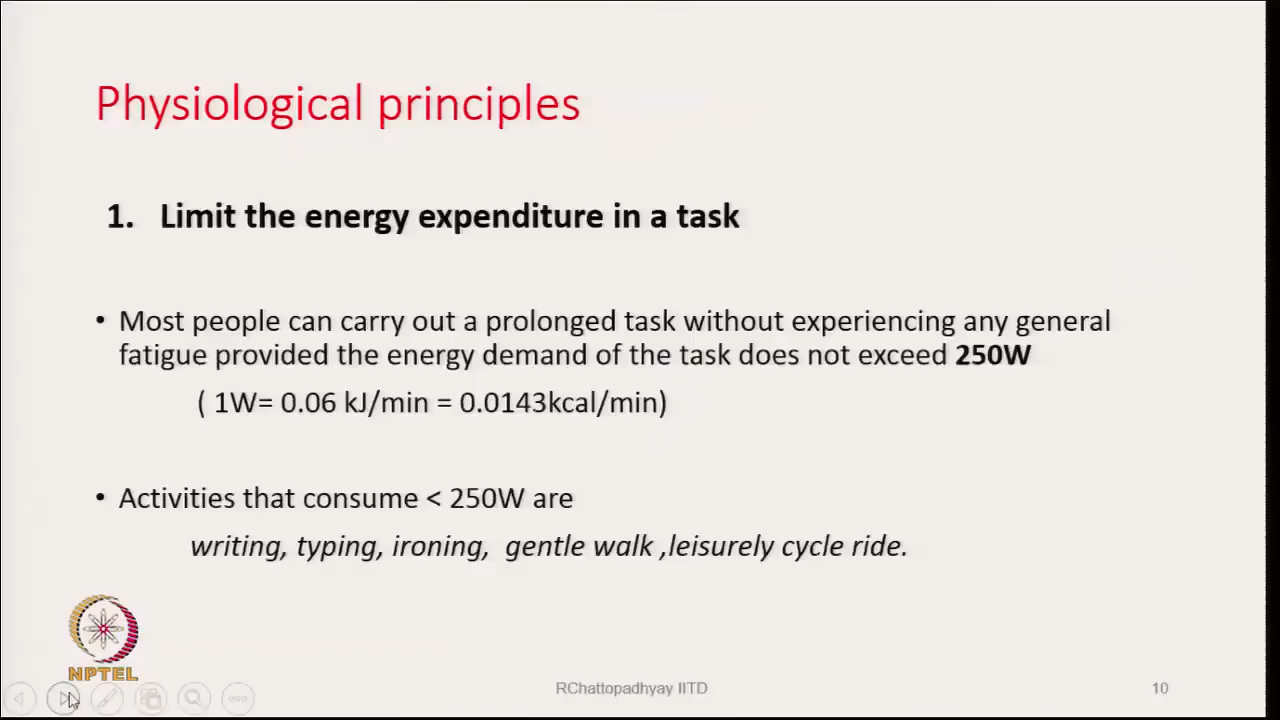 Physiological principles
1. Limit the energy expenditure in a task
• Most people can carry out a prolonged task without experiencing any general
fatigue provided the energy demand of the task does not exceed 250W
( 1W= 0.06 kJ/min = 0.0143kcal/min)
• Activities that consume < 250W are
writing, typing, ironing, gentle walk ,leisurely cycle ride.
NPTEL
RChattopadhyay IITD
10